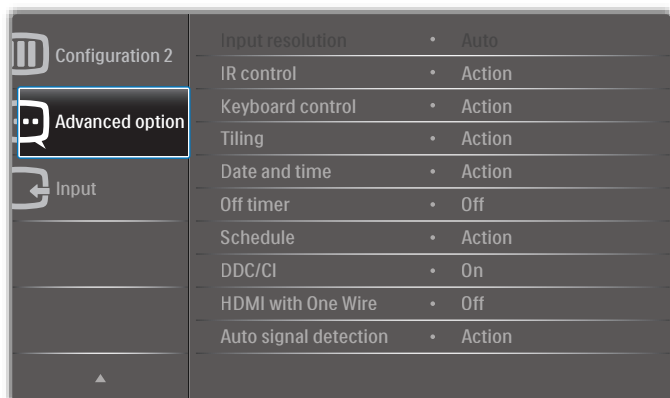 Configuration 2
Advanced option
Input
Input resolution • Auto
IR control • Action
Keyboard control • Action
Tiling • Action
Date and time • Action
Off timer • Off
Schedule • Action
DDC/CI • On
HDMI with One Wire • Off
Auto signal detection • Action